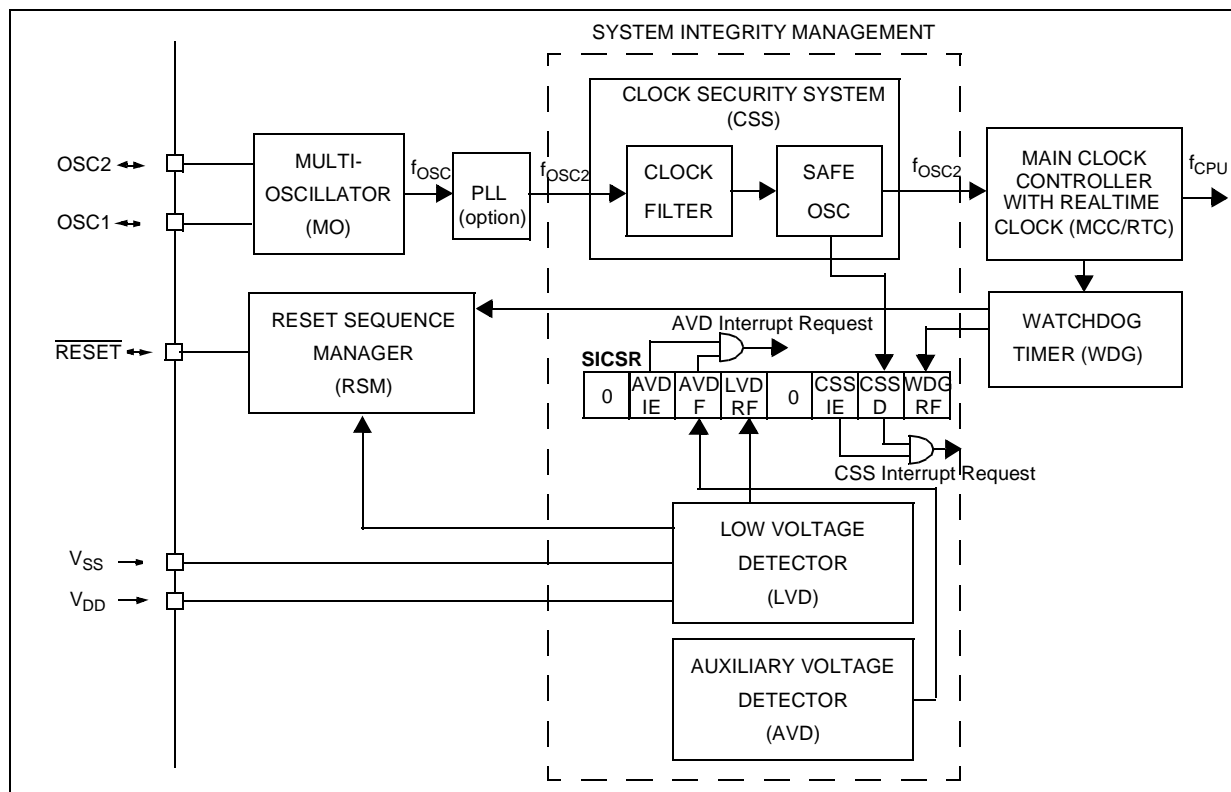 SYSTEM INTEGRITY MANAGEMENT
CLOCK SECURITY SYSTEM
(CSS)
OSC2
OSC1
MULTI-
OSCILLATOR
(MO)
fOSC
PLL
(option)
fOSC2
CLOCK
FILTER
SAFE
OSC
fOSC2
MAIN CLOCK
CONTROLLER
WITH REALTIME
CLOCK (MCC/RTC)
fCPU
RESET
RESET SEQUENCE
MANAGER
(RSM)
AVD Interrupt Request
WATCHDOG
TIMER (WDG)
SICSR
0
AVD
IE
AVD
F
LVD
RF
0
CSS
IE
CSS
D
WDG
RF
CSS Interrupt Request
VSS
VDD
LOW VOLTAGE
DETECTOR
(LVD)
AUXILIARY VOLTAGE
DETECTOR
(AVD)